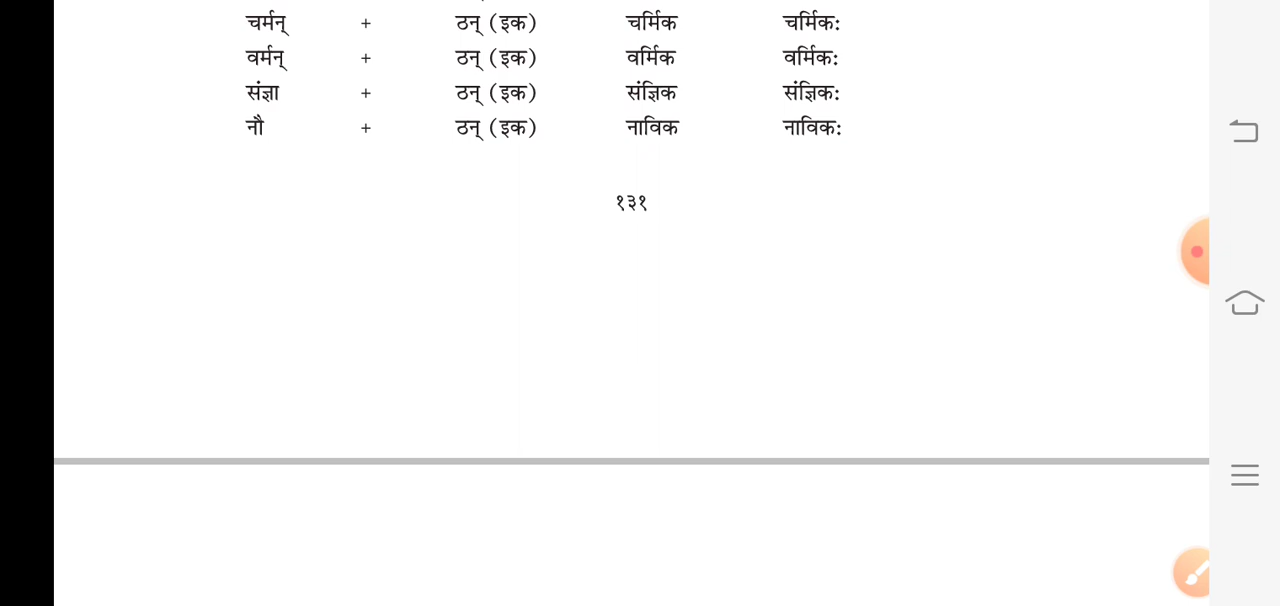 चर्मन् + ठन् (इक) चर्मिक चर्मिकः
वर्मन् + ठन् (इक) वर्मिक वर्मिकः
संज्ञा + ठन् (इक) संज्ञिक संज्ञिकः
नौ + ठन् (इक) नाविक नाविकः
१३१